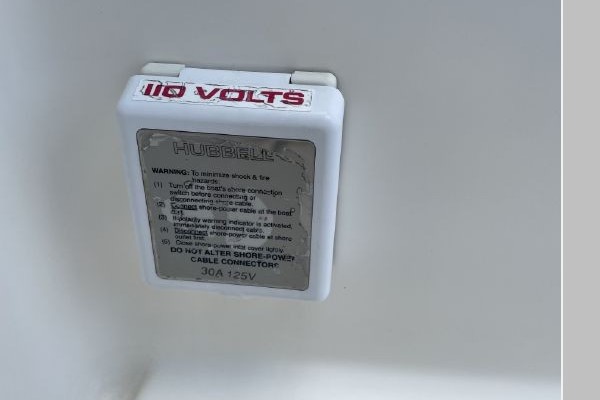 110 VOLTS
HUBBELL
WARNING: To minimize shock & fire
hazards:
(1) Turn off the boat's shore connection
switch before connecting or
disconnecting shore cable.
(2) Connect shore-power cable at the boat
first.
(3) If polarity warning indicator is activated,
immediately disconnect cable.
(4) Disconnect shore-power cable at shore
outlet first.
(5) Close shore-power inlet cover tightly.
DO NOT ALTER SHORE-POWER
CABLE CONNECTORS
30A 125V